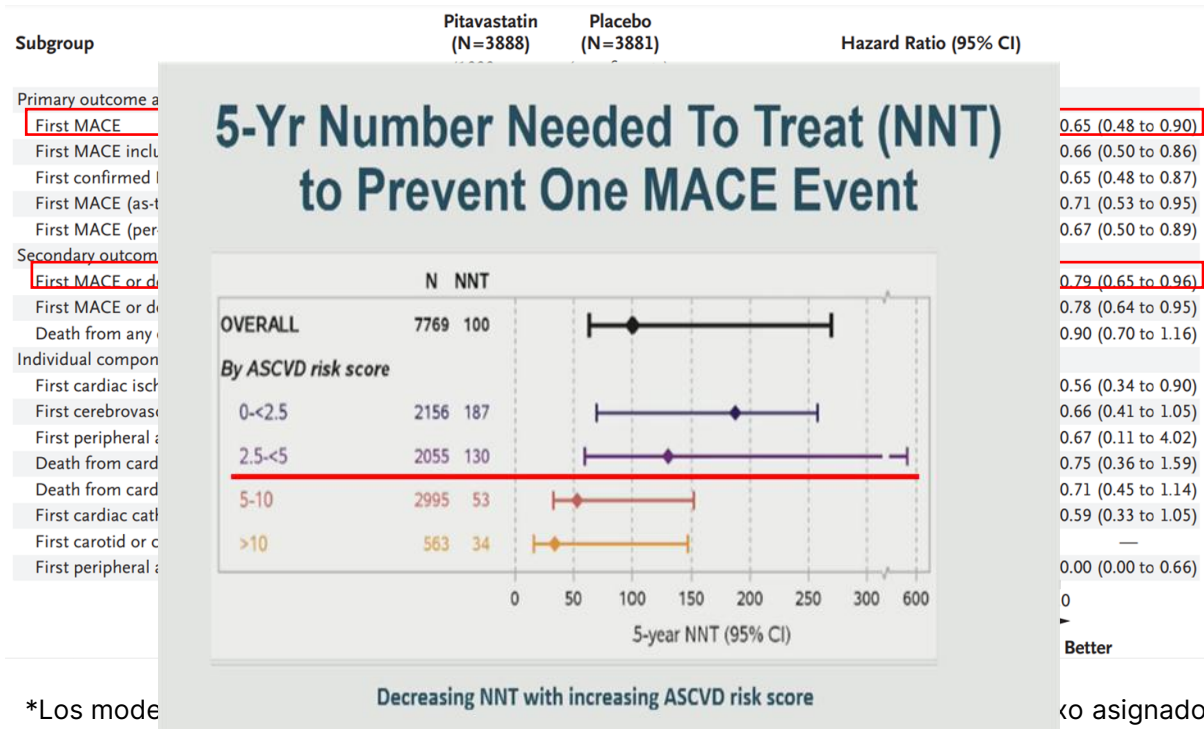 Subgroup Pitavastatin (N=3888) Placebo (N=3881) Hazard Ratio (95% CI)
Primary outcome
First MACE 0.65 (0.48 to 0.90)
First MACE 0.66 (0.50 to 0.86)
First confirmed 0.65 (0.48 to 0.87)
First MACE 0.71 (0.53 to 0.95)
First MACE 0.67 (0.50 to 0.89)
Secondary
First MACE or 0.79 (0.65 to 0.96)
First MACE or 0.78 (0.64 to 0.95)
Death from any 0.90 (0.70 to 1.16)
Individual
First cardiac 0.56 (0.34 to 0.90)
First 0.66 (0.41 to 1.05)
First peripheral 0.67 (0.11 to 4.02)
Death from 0.75 (0.36 to 1.59)
Death from 0.71 (0.45 to 1.14)
First cardiac 0.59 (0.33 to 1.05)
First carotid or —
First peripheral 0.00 (0.00 to 0.66)
Better
5-Yr Number Needed To Treat (NNT)
to Prevent One MACE Event
N NNT
OVERALL 7769 100
By ASCVD risk score
0-<2.5 2156 187
2.5-<5 2055 130
5-10 2995 53
>10 563 34
0 50 100 150 200 250 300 600
5-year NNT (95% CI)
Decreasing NNT with increasing ASCVD risk score
*Los asignado